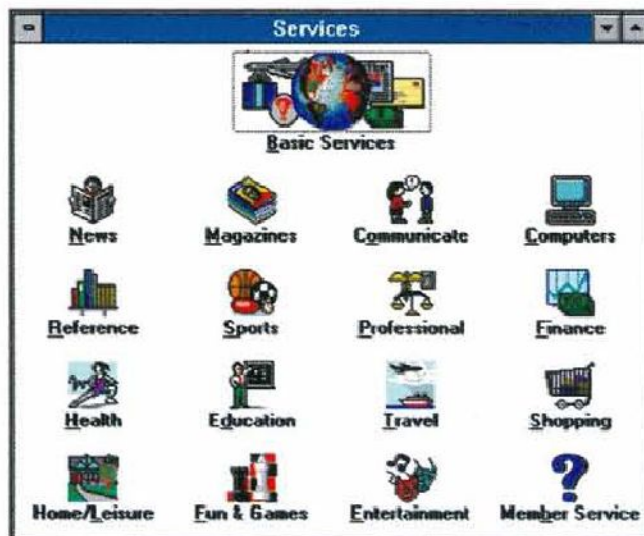 Services
Basic Services
News Magazines Communicate Computers
Reference Sports Professional Finance
Health Education Travel Shopping
Home/Leisure Fun & Games Entertainment Member Service